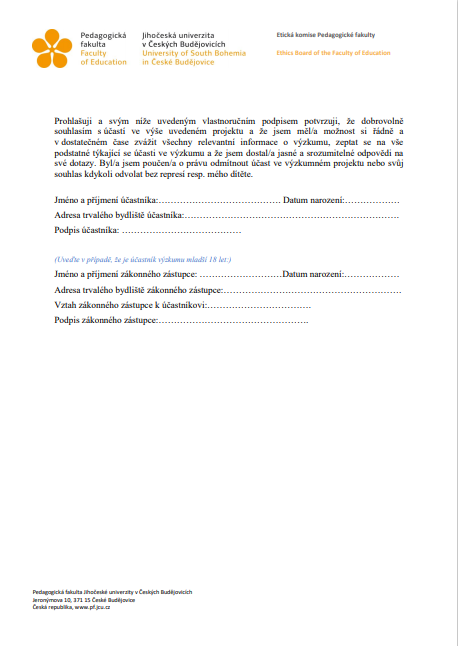 Pedagogická
fakulta
Faculty
of Education
Jihočeská univerzita
v Českých Budějovicích
University of South Bohemia
in České Budějovice
Etická komise Pedagogické fakulty
Ethics Board of the Faculty of Education
Prohlašuji a svým níže uvedeným vlastnoručním podpisem potvrzuji, že dobrovolně
souhlasím s účastí ve výše uvedeném projektu a že jsem měl/a možnost si řádně a
v dostatečném čase zvážit všechny relevantní informace o výzkumu, zeptat se na vše
podstatné týkající se účasti ve výzkumu a že jsem dostal/a jasné a srozumitelné odpovědi na
své dotazy. Byl/a jsem poučen/a o právu odmítnout účast ve výzkumném projektu nebo svůj
souhlas kdykoli odvolat bez represí resp. mého dítěte.
Jméno a příjmení účastníka:…………………………………. Datum narození:………………
Adresa trvalého bydliště účastníka:……………………………………………………………
Podpis účastníka: …………………………………
(Uveďte v případě, že je účastník výzkumu mladší 18 let:)
Jméno a příjmení zákonného zástupce: ………………………Datum narození:………………
Adresa trvalého bydliště zákonného zástupce:…………………………………………………
Vztah zákonného zástupce k účastníkovi:……………………………
Podpis zákonného zástupce:…………………………………………
Pedagogická fakulta Jihočeské univerzity v Českých Budějovicích
Jeronýmova 10, 371 15 České Budějovice
Česká republika, www.pf.jcu.cz